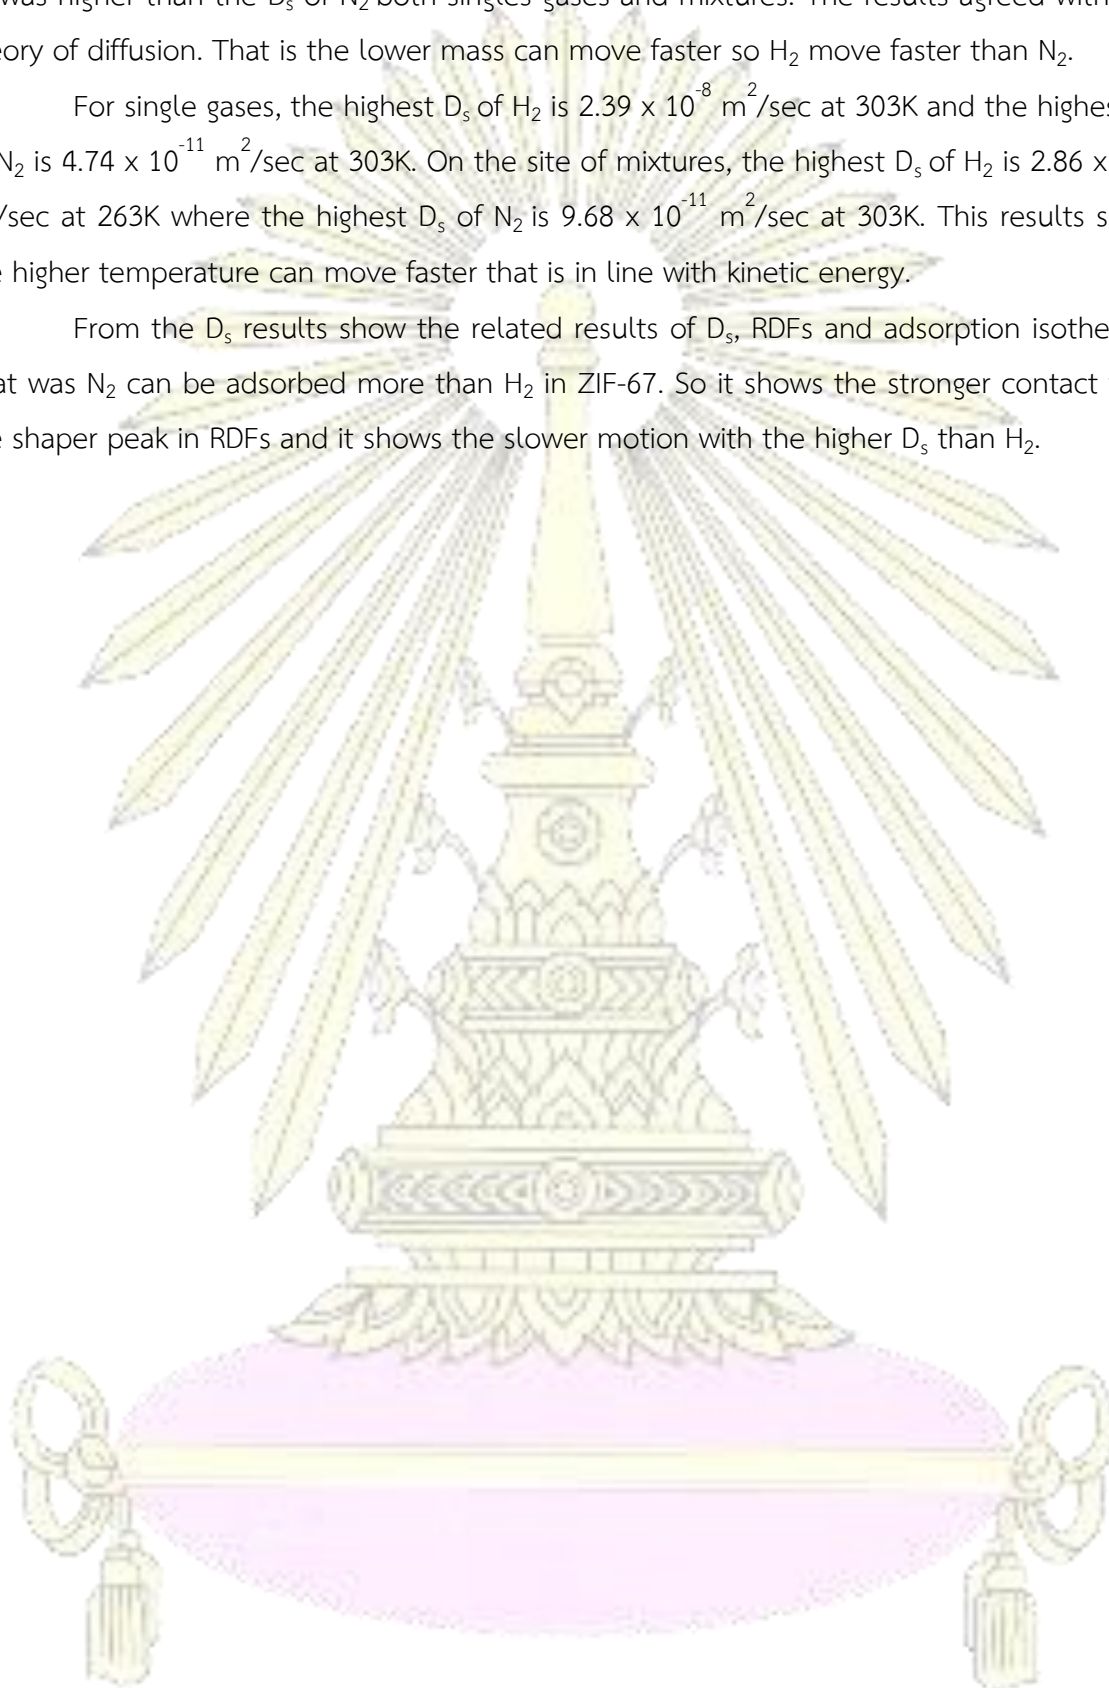 was higher than the Ds of N2 both singles gases and mixtures. The results agreed with
eory of diffusion. That is the lower mass can move faster so H2 move faster than N2.
For single gases, the highest Ds of H2 is 2.39 x 10-8 m2/sec at 303K and the highes
N2 is 4.74 x 10-11 m2/sec at 303K. On the site of mixtures, the highest Ds of H2 is 2.86 x
/sec at 263K where the highest Ds of N2 is 9.68 x 10-11 m2/sec at 303K. This results s
e higher temperature can move faster that is in line with kinetic energy.
From the Ds results show the related results of Ds, RDFs and adsorption isothe
at was N2 can be adsorbed more than H2 in ZIF-67. So it shows the stronger contact
e shaper peak in RDFs and it shows the slower motion with the higher Ds than H2.